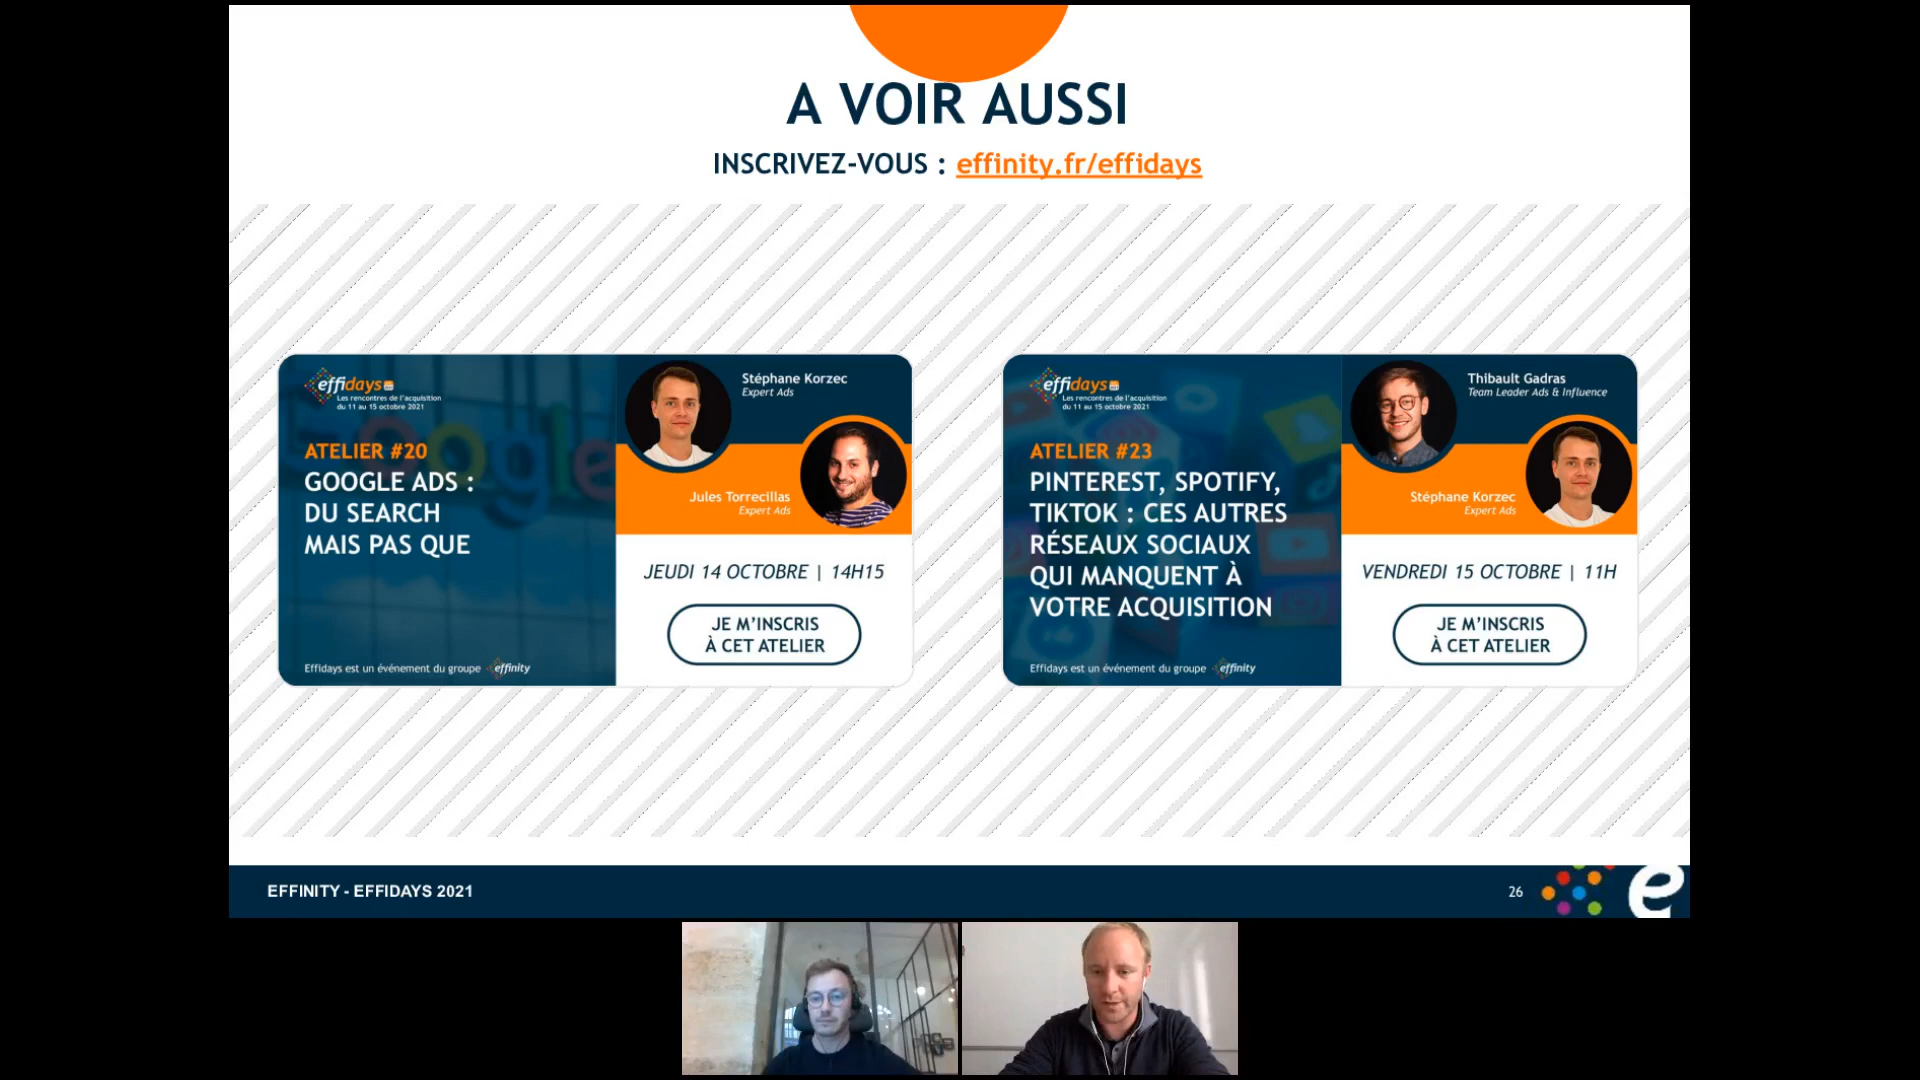 A VOIR AUSSI
INSCRIVEZ-VOUS : effinity.fr/effidays
effidays
Les rencontres de l'acquisition
du 11 au 15 octobre 2021
ATELIER #20
GOOGLE ADS :
DU SEARCH
MAIS PAS QUE
Effidays est un événement du groupe effinity
Stéphane Korzec
Expert Ads
Jules Torrecillas
Expert Ads
JEUDI 14 OCTOBRE | 14H15
JE M'INSCRIS
À CET ATELIER
effidays
Les rencontres de l'acquisition
du 11 au 15 octobre 2021
ATELIER #23
PINTEREST, SPOTIFY,
TIKTOK : CES AUTRES
RÉSEAUX SOCIAUX
QUI MANQUENT À
VOTRE ACQUISITION
Effidays est un événement du groupe effinity
Thibault Gadras
Team Leader Ads & Influence
Stéphane Korzec
Expert Ads
VENDREDI 15 OCTOBRE | 11H
JE M'INSCRIS
À CET ATELIER
EFFINITY - EFFIDAYS 2021
26
e